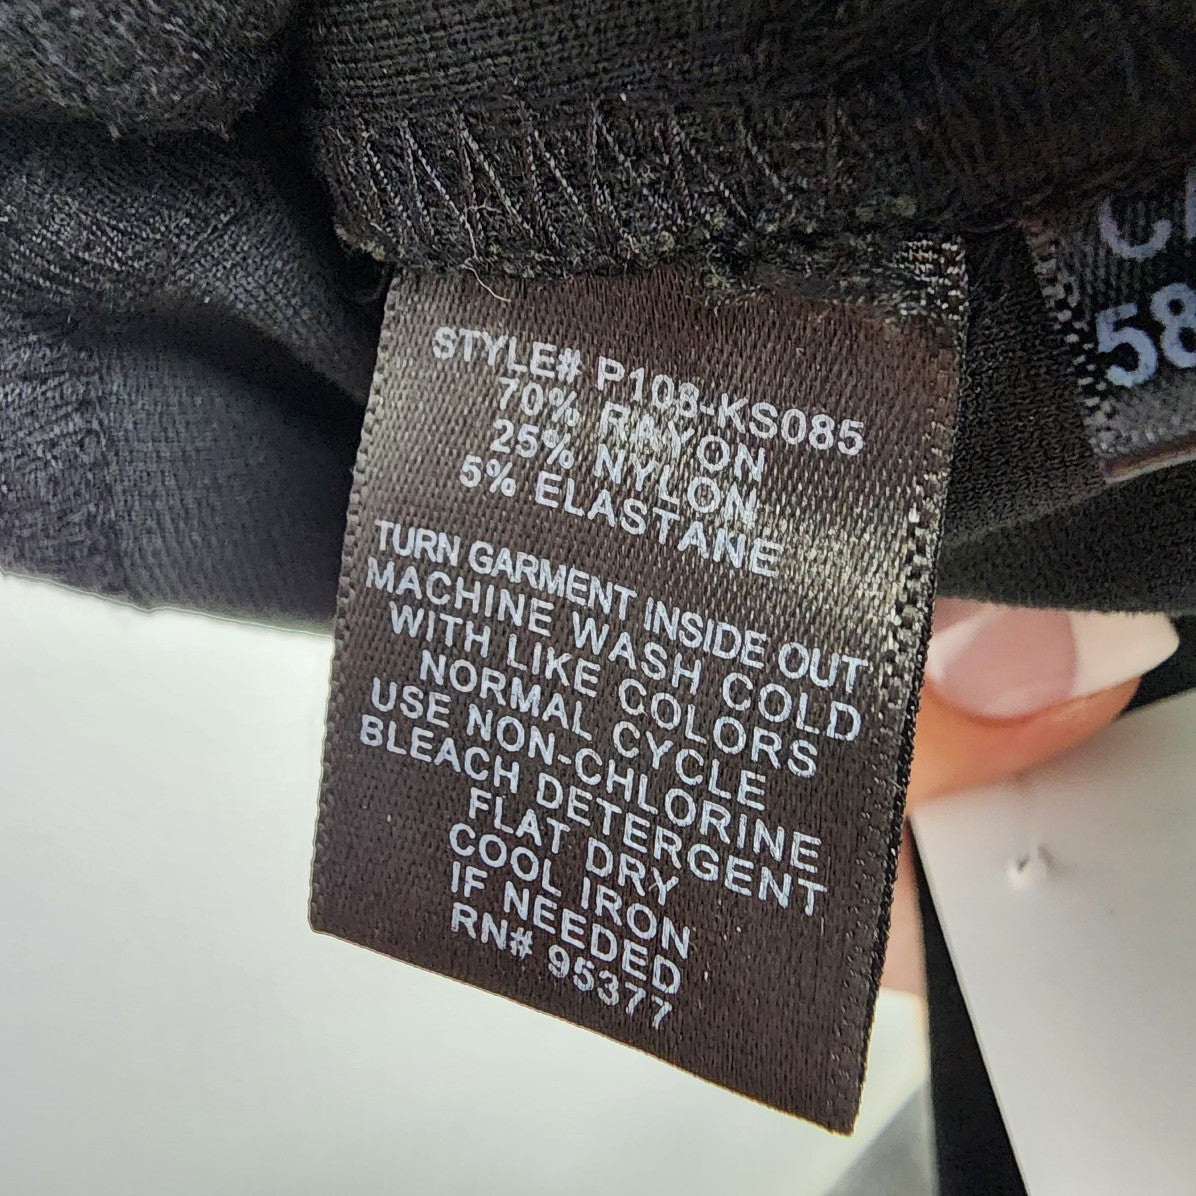 STYLE# P108-KS085
70% RAYON
25% NYLON
5% ELASTANE
TURN GARMENT INSIDE OUT
MACHINE WASH COLD
WITH LIKE COLORS
NORMAL CYCLE
USE NON-CHLORINE
BLEACH DETERGENT
FLAT DRY
COOL IRON
IF NEEDED
RN# 95377
58